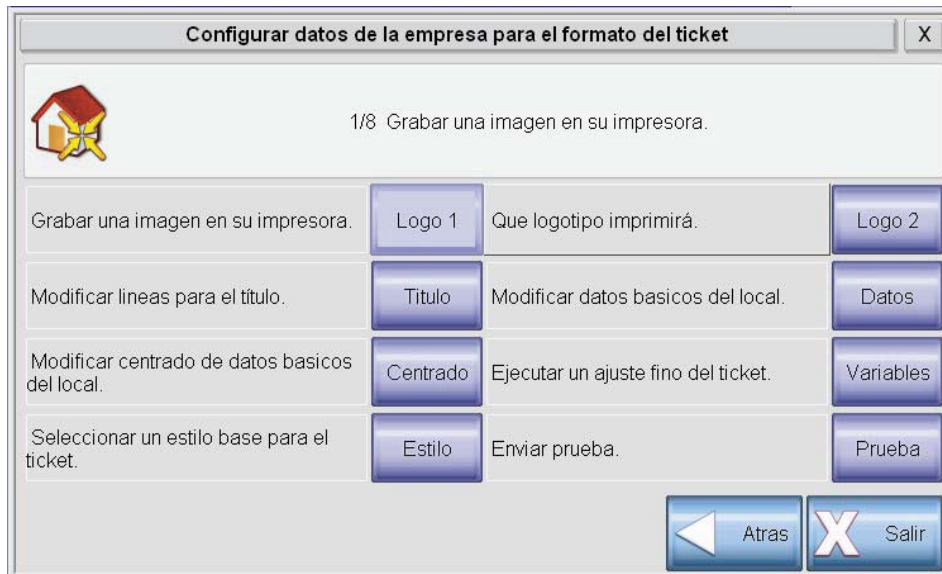 Configurar datos de la empresa para el formato del ticket
X
1/8 Grabar una imagen en su impresora.
Grabar una imagen en su impresora.
Logo 1
Que logotipo imprimirá.
Logo 2
Modificar lineas para el título.
Titulo
Modificar datos basicos del local.
Datos
Modificar centrado de datos basicos
del local.
Centrado
Ejecutar un ajuste fino del ticket.
Variables
Seleccionar un estilo base para el
ticket.
Estilo
Enviar prueba.
Prueba
Atras
Salir